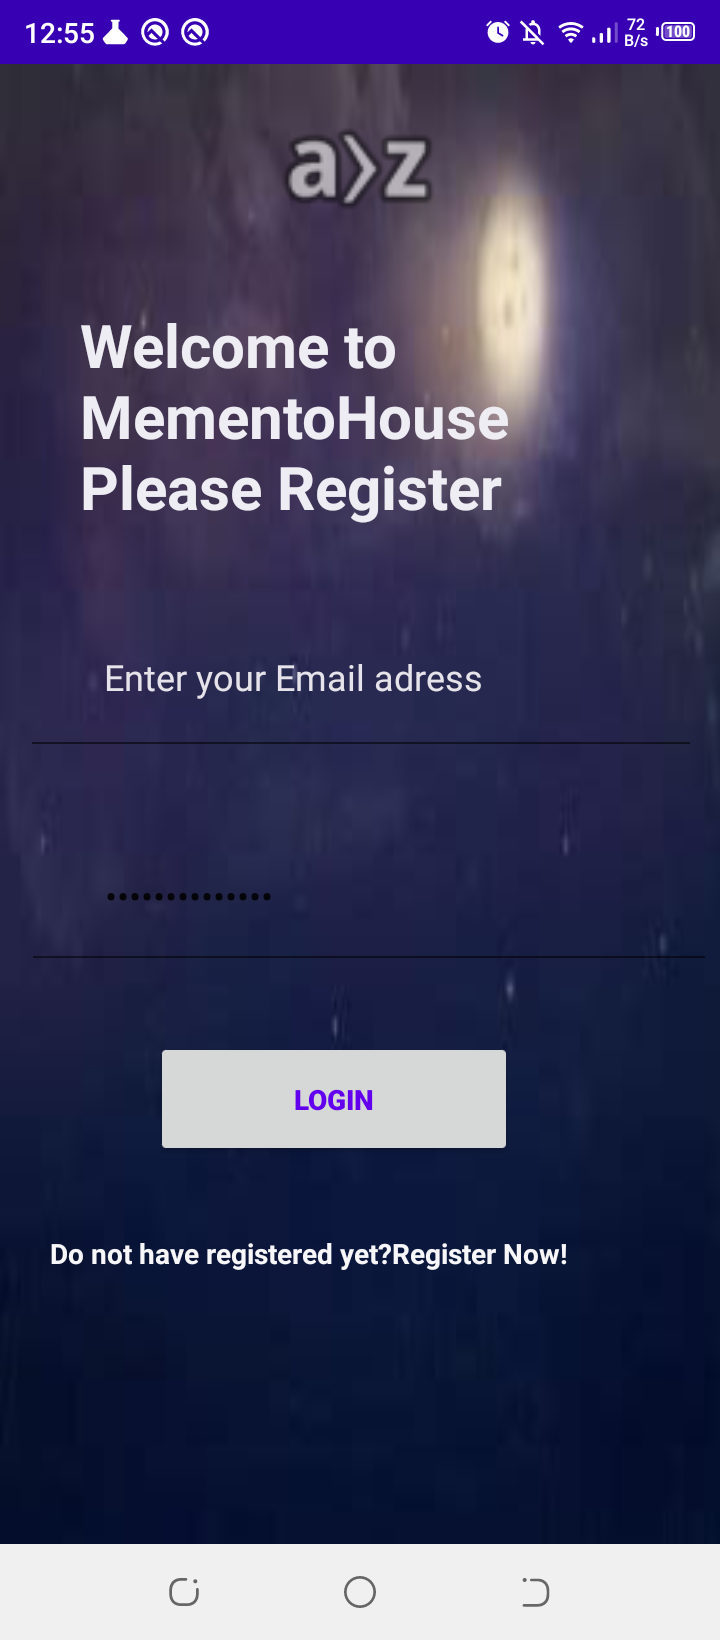 12:55
72
B/s
100
a>z
Welcome to
MementoHouse
Please Register
Enter your Email adress
••••••••••••••
LOGIN
Do not have registered yet?Register Now!